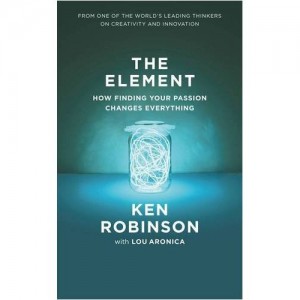 FROM ONE OF THE WORLD'S LEADING THINKERS
ON CREATIVITY AND INNOVATION
THE ELEMENT
HOW FINDING YOUR PASSION
CHANGES EVERYTHING
KEN
ROBINSON
with LOU ARONICA